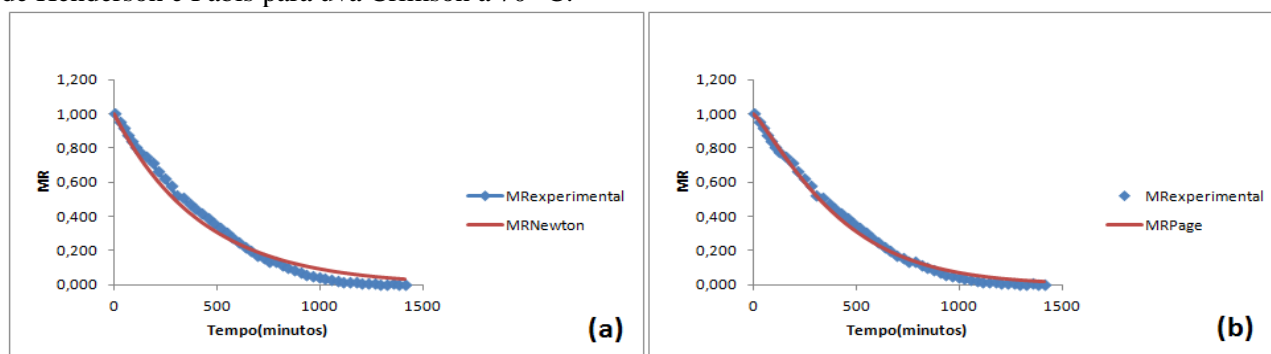 de Henderson e Pabis para uva Crimson a 70 °C.
1,200
1,000
0,800
0,600
0,400
0,200
0,000
MR
0
500
1000
1500
Tempo(minutos)
MRexperimental
MRNewton
(a)
1,200
1,000
0,800
0,600
0,400
0,200
0,000
MR
0
500
1000
1500
Tempo(minutos)
MRexperimental
MRPage
(b)